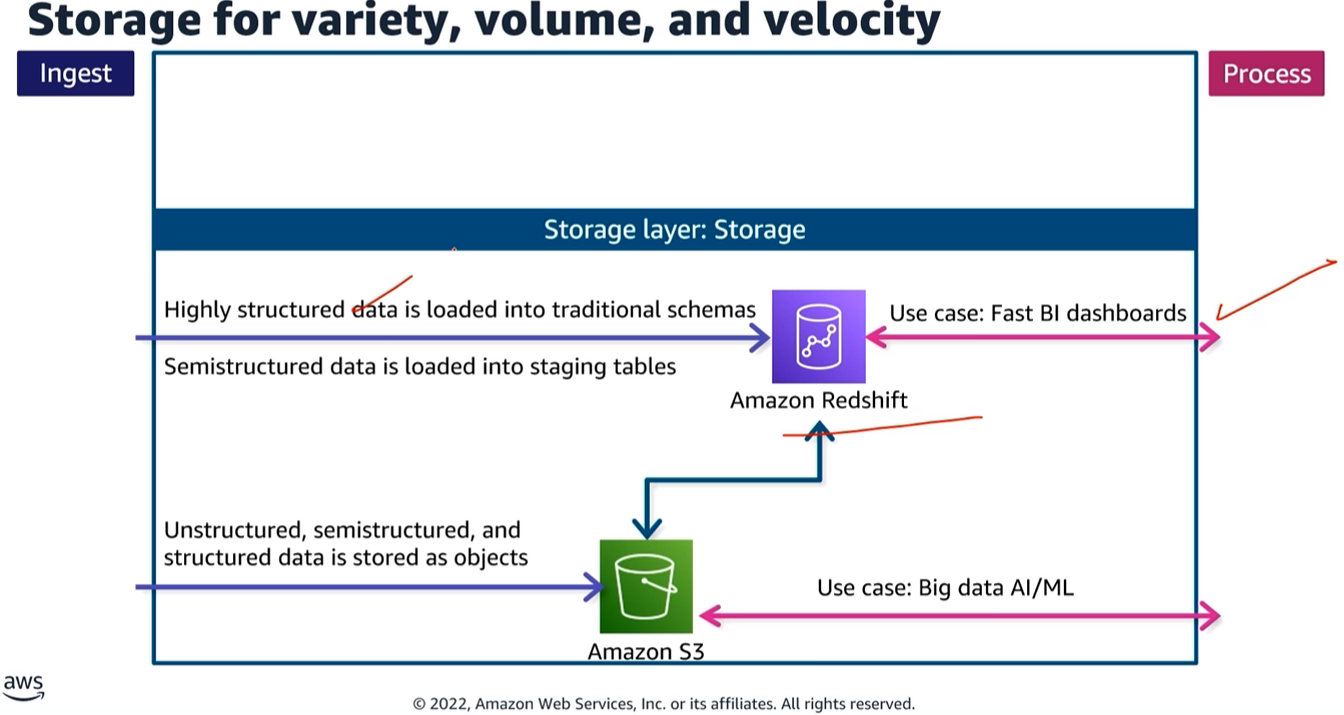 Storage for variety, volume, and velocity
Ingest
Process
Storage layer: Storage
Highly structured data is loaded into traditional schemas
Use case: Fast BI dashboards
Semistructured data is loaded into staging tables
Amazon Redshift
Unstructured, semistructured, and
structured data is stored as objects
Use case: Big data AI/ML
Amazon S3
aws
© 2022, Amazon Web Services, Inc. or its affiliates. All rights reserved.